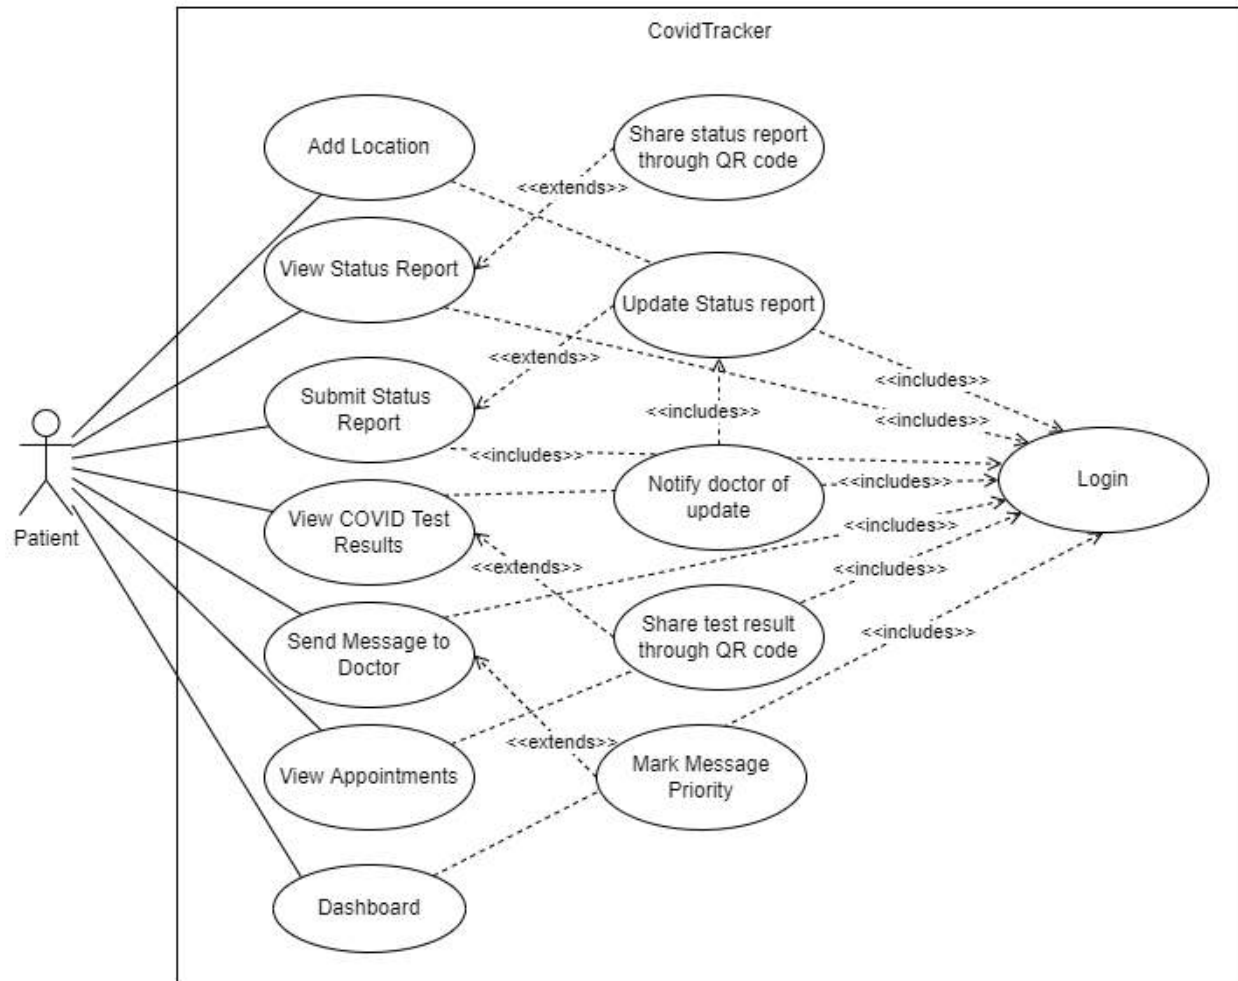 CovidTracker
Add Location
Share status report
through QR code
<<extends>>
View Status Report
Update Status report
<<extends>>
<<includes>>
Submit Status
Report
<<includes>>
<<includes>>
<<includes>>
Login
Notify doctor of
update
<<includes>>
View COVID Test
Results
<<includes>>
Patient
<<extends>>
<<includes>>
Send Message to
Doctor
Share test result
through QR code
<<includes>>
<<extends>>
View Appointments
Mark Message
Priority
Dashboard